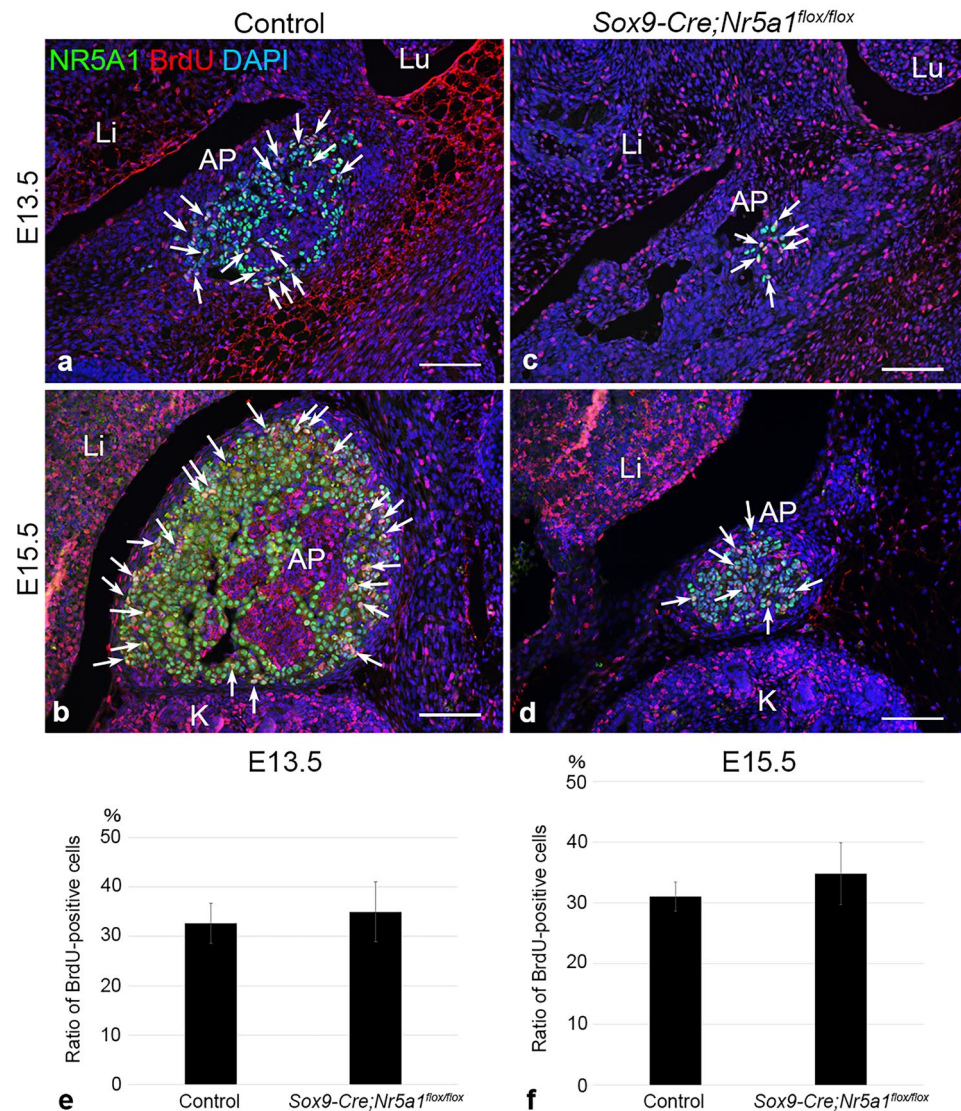 Control
Sox9-Cre;Nr5a1flox/flox
NR5A1 BrdU DAPI
Lu
Li
AP
E13.5
a
Lu
Li
AP
c
Li
AP
E15.5
K
b
Li
AP
K
d
E13.5
%
50
40
30
20
10
0
Ratio of BrdU-positive cells
Control
Sox9-Cre;Nr5a1flox/flox
e
E15.5
%
50
40
30
20
10
0
Ratio of BrdU-positive cells
Control
Sox9-Cre;Nr5a1flox/flox
f